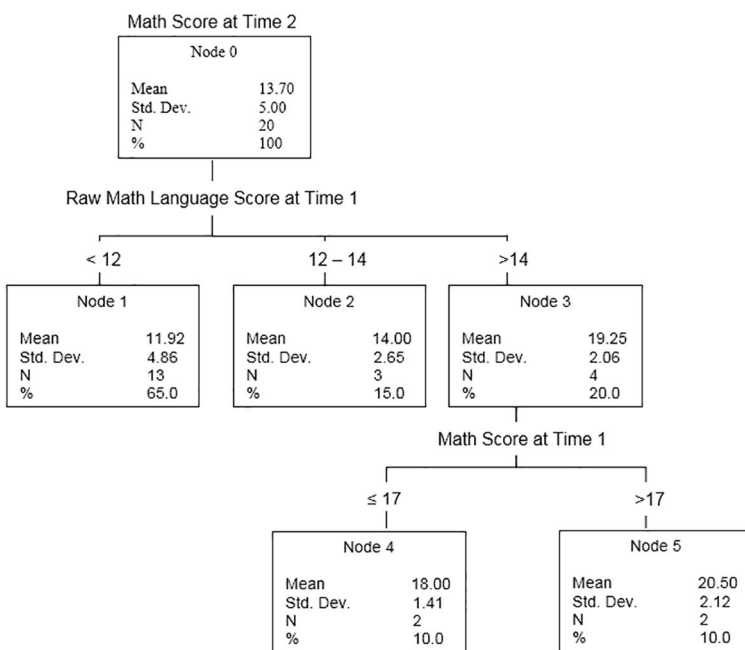 Math Score at Time 2
Node 0
Mean 13.70
Std. Dev. 5.00
N 20
% 100
Raw Math Language Score at Time 1
< 12 12 – 14 >14
Node 1
Mean 11.92
Std. Dev. 4.86
N 13
% 65.0
Node 2
Mean 14.00
Std. Dev. 2.65
N 3
% 15.0
Node 3
Mean 19.25
Std. Dev. 2.06
N 4
% 20.0
Math Score at Time 1
≤ 17 >17
Node 4
Mean 18.00
Std. Dev. 1.41
N 2
% 10.0
Node 5
Mean 20.50
Std. Dev. 2.12
N 2
% 10.0